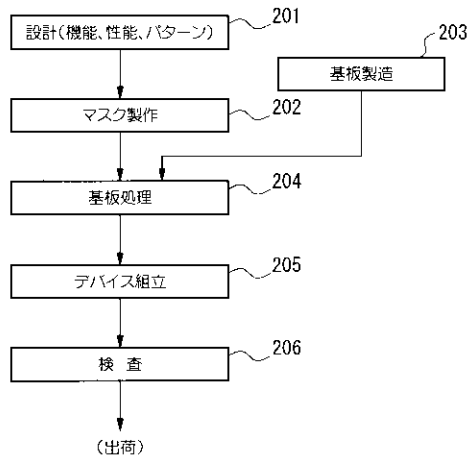 設計(機能、性能、パターン)
201
203
基板製造
マスク製作
202
基板処理
204
デバイス組立
205
検 査
206
(出荷)